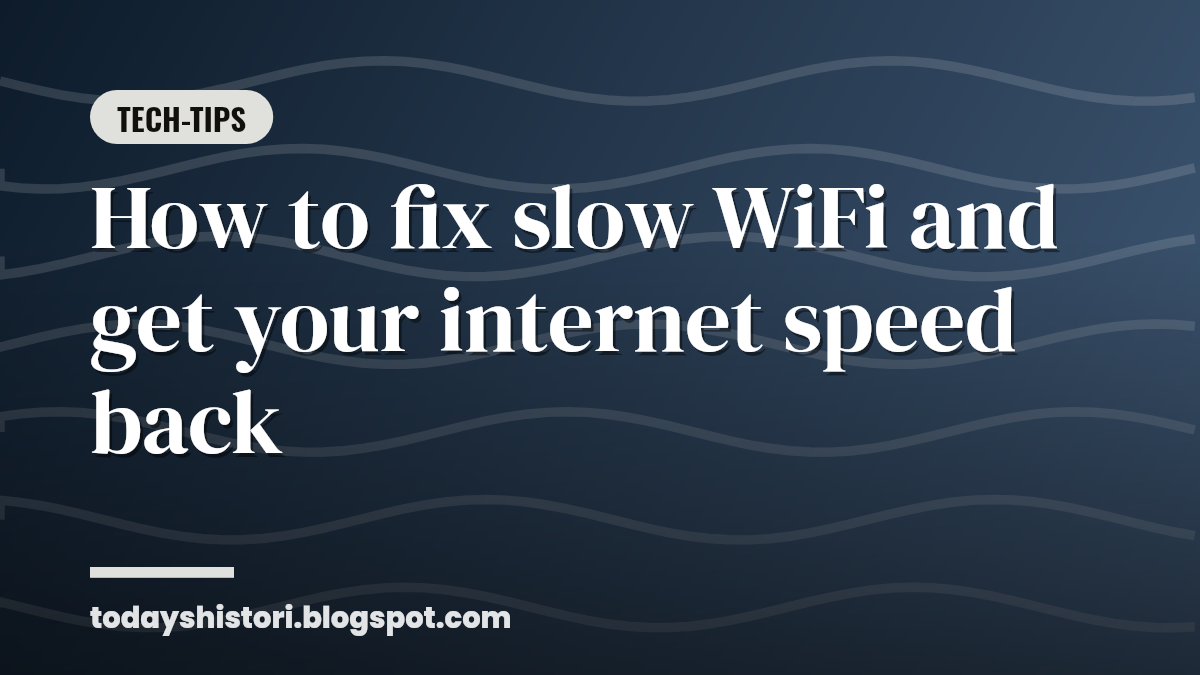 TECH-TIPS
How to fix slow WiFi and
get your internet speed
back
todayshistori.blogspot.com